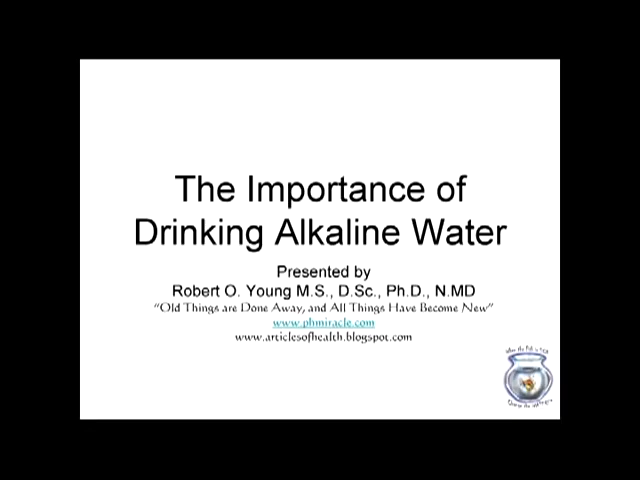 The Importance of
Drinking Alkaline Water
Presented by
Robert O. Young M.S., D.Sc., Ph.D., N.MD
"Old Things are Done Away, and All Things Have Become New"
www.phmiracle.com
www.articlesofhealth.blogspot.com